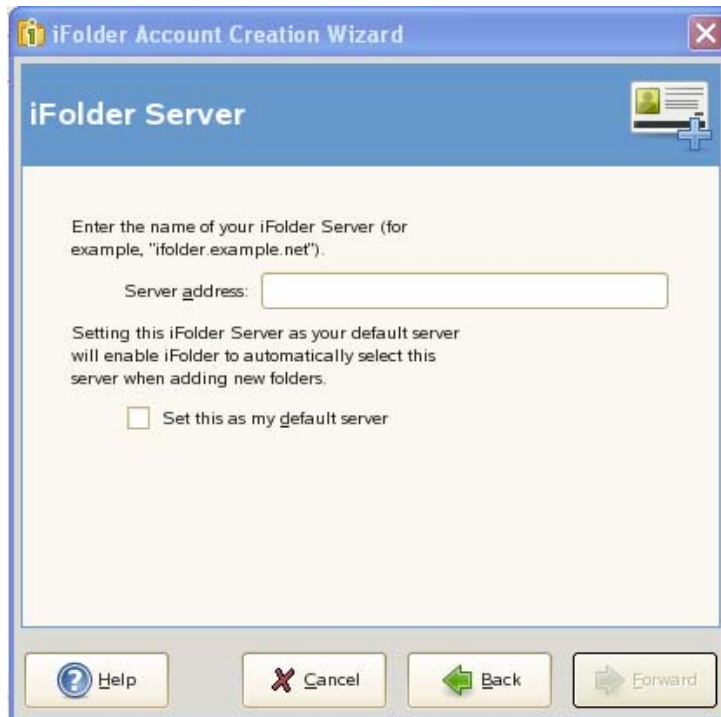 iFolder Account Creation Wizard
iFolder Server
Enter the name of your iFolder Server (for
example, "ifolder.example.net").
Server address:
Setting this iFolder Server as your default server
will enable iFolder to automatically select this
server when adding new folders.
Set this as my default server
Help Cancel Back Forward